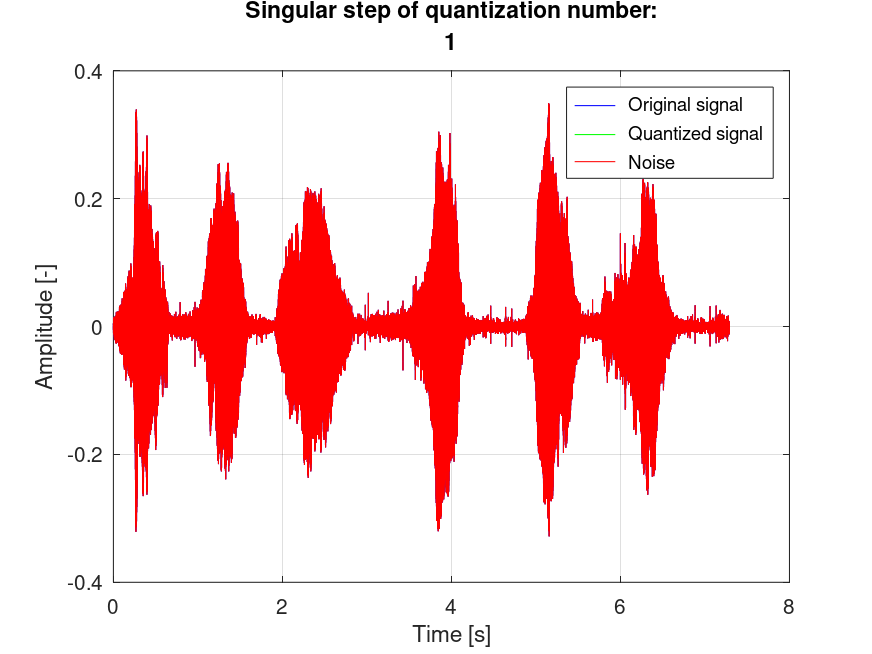 Singular step of quantization number:
1
0.4
0.2
0
-0.2
-0.4
Amplitude [-]
Original signal
Quantized signal
Noise
0
2
4
6
8
Time [s]